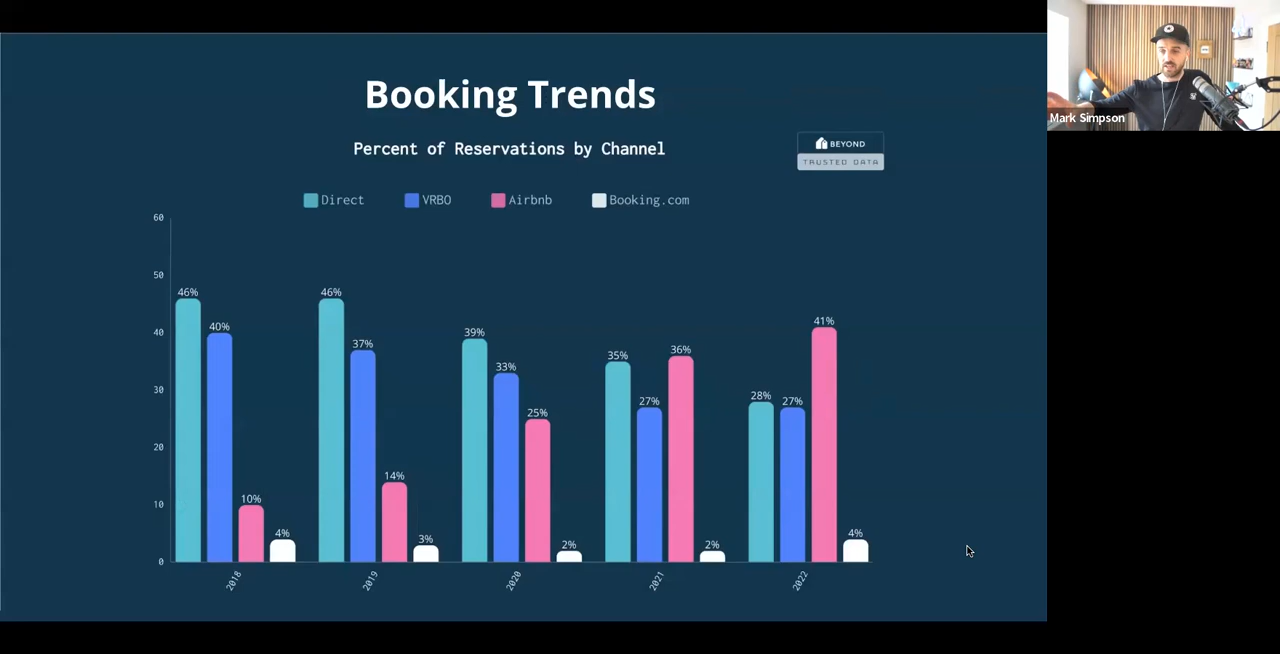 Booking Trends
Percent of Reservations by Channel
BEYOND
TRUSTED DATA
Mark Simpson
Direct VRBO Airbnb Booking.com
60
50
40
30
20
10
0
46% 40% 10% 4%
46% 37% 14% 3%
39% 33% 25% 2%
35% 27% 36% 2%
28% 27% 41% 4%
2018 2019 2020 2021 2022